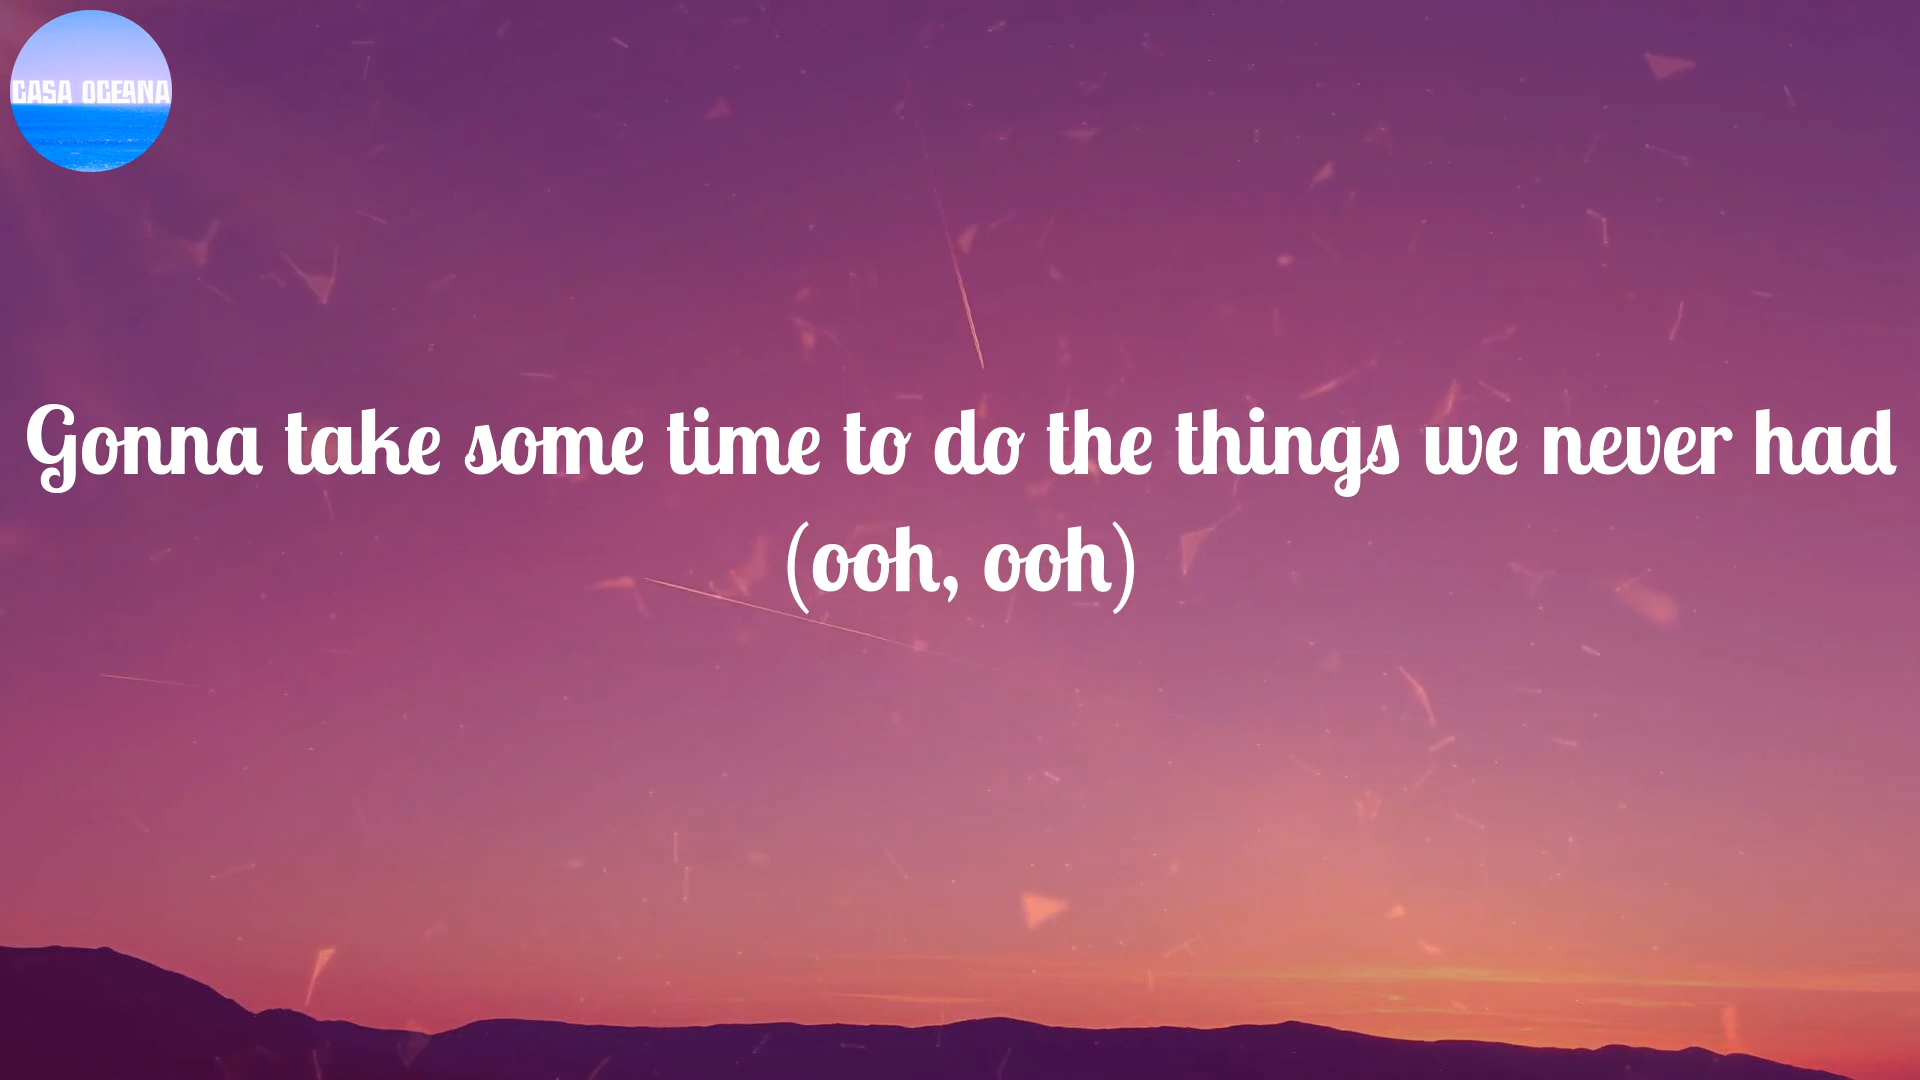 CASA OCEANA
Gonna take some time to do the things we never had
(ooh, ooh)